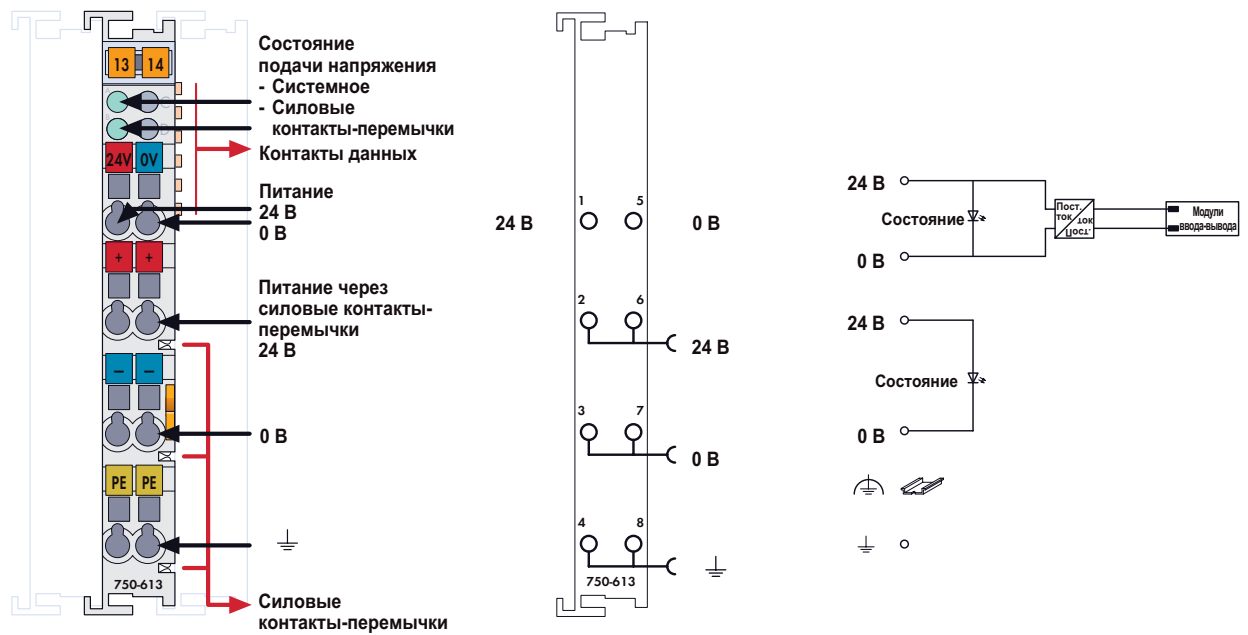 Состояние
подачи напряжения
- Системное
- Силовые
контакты-перемычки
Контакты данных
Питание
24 В
0 В
Питание через
силовые контакты-
перемычки
24 В
0 В
Силовые
контакты-перемычки
13 14
A C
B D
24V 0V
+ +
– –
PE PE
750-613
24 В
1 5
0 В
2 6
24 В
3 7
0 В
4 8
750-613
24 В
Состояние
0 В
Пост.
ток
Пост.
ток
Модули
ввода-вывода
24 В
Состояние
0 В